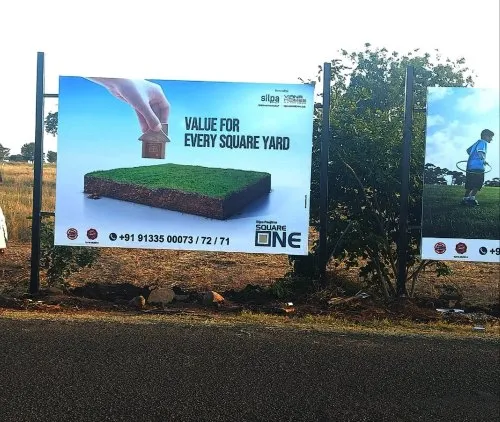 silpa
VALUE FOR
EVERY SQUARE YARD
+91 91335 00073 / 72 / 71
SQUARE
ONE